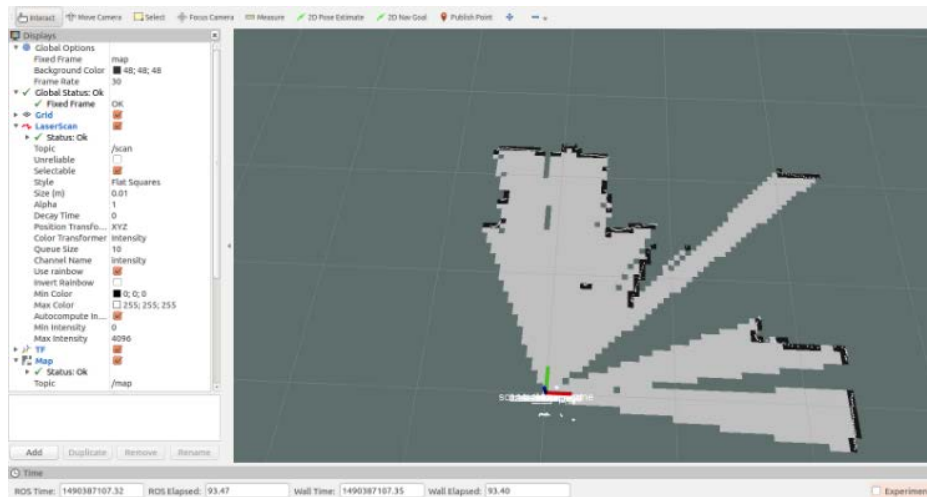 Interact Move Camera Select Focus Camera Measure 2D Pose Estimate 2D Nav Goal Publish Point
Displays
Global Options
Fixed Frame map
Background Color 48; 48; 48
Frame Rate 30
Global Status: Ok
Fixed Frame OK
Grid
LaserScan
Status: Ok
Topic /scan
Unreliable
Selectable
Style Flat Squares
Size (m) 0.01
Alpha 1
Decay Time 0
Position Transfo... XYZ
Color Transformer Intensity
Queue Size 10
Channel Name intensity
Use rainbow
Invert Rainbow
Min Color 0; 0; 0
Max Color 255; 255; 255
Autocompute In...
Min Intensity 0
Max Intensity 4096
TF
Map
Status: Ok
Topic /map
Add Duplicate Remove Rename
Time
ROS Time: 1490387107.32 ROS Elapsed: 93.47 Wall Time: 1490387107.35 Wall Elapsed: 93.40 Experiment